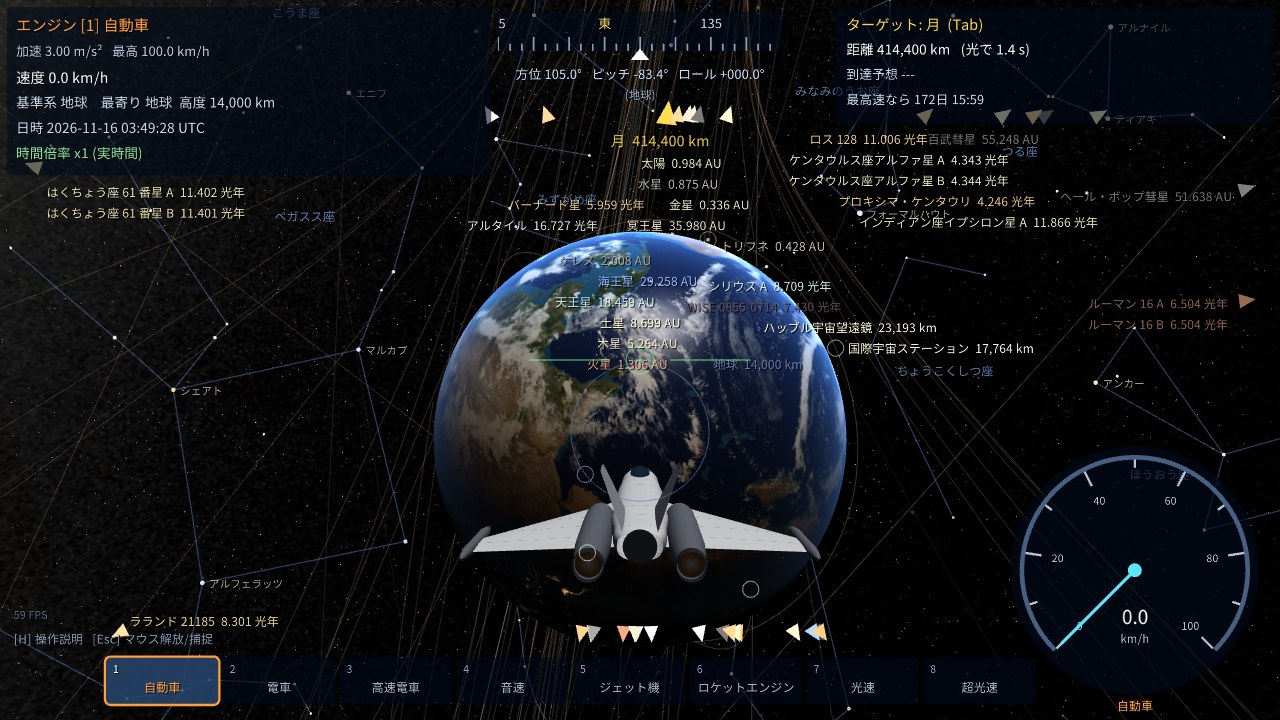 エンジン [1] 自動車
加速 3.00 m/s² 最高 100.0 km/h
速度 0.0 km/h
基準系 地球 最寄り 地球 高度 14,000 km
日時 2026-11-16 03:49:28 UTC
時間倍率 x1 (実時間)
こうま座
エニフ
5 東 135
方位 105.0° ピッチ -83.4° ロール +000.0°
(地球)
ターゲット: 月 (Tab)
距離 414,400 km (光で 1.4 s)
到達予想 ---
最高速なら 172日 15:59
アルナイル
みなみのうお座
ティアキ
つる座
月 414,400 km
太陽 0.984 AU
水星 0.875 AU
バーナード星 5.959 光年
金星 0.336 AU
みずがめ座
アルタイル 16.727 光年
冥王星 35.980 AU
トリフネ 0.428 AU
ケレス 2.008 AU
海王星 29.258 AU
シリウス A 8.709 光年
天王星 18.459 AU
WISE 0855-0714 7.430 光年
土星 8.699 AU
ハッブル宇宙望遠鏡 23,193 km
木星 5.264 AU
国際宇宙ステーション 17,764 km
火星 1.306 AU
地球 14,000 km
ロス 128 11.006 光年
百武彗星 55.248 AU
ケンタウルス座アルファ星 A 4.343 光年
ケンタウルス座アルファ星 B 4.344 光年
プロキシマ・ケンタウリ 4.246 光年
フォーマルハウト
インディアン座イプシロン星 A 11.866 光年
ヘール・ボップ彗星 51.638 AU
ルーマン 16 A 6.504 光年
ルーマン 16 B 6.504 光年
ちょうこくしつ座
アンカー
はくちょう座 61 番星 A 11.402 光年
はくちょう座 61 番星 B 11.401 光年
ペガスス座
マルカブ
シェアト
アルフェラッツ
ほうおう座
59 FPS
ラランド 21185 8.301 光年
[H] 操作説明 [Esc] マウス解放/捕捉
0 20 40 60 80 100
0.0
km/h
自動車
1 自動車
2 電車
3 高速電車
4 音速
5 ジェット機
6 ロケットエンジン
7 光速
8 超光速